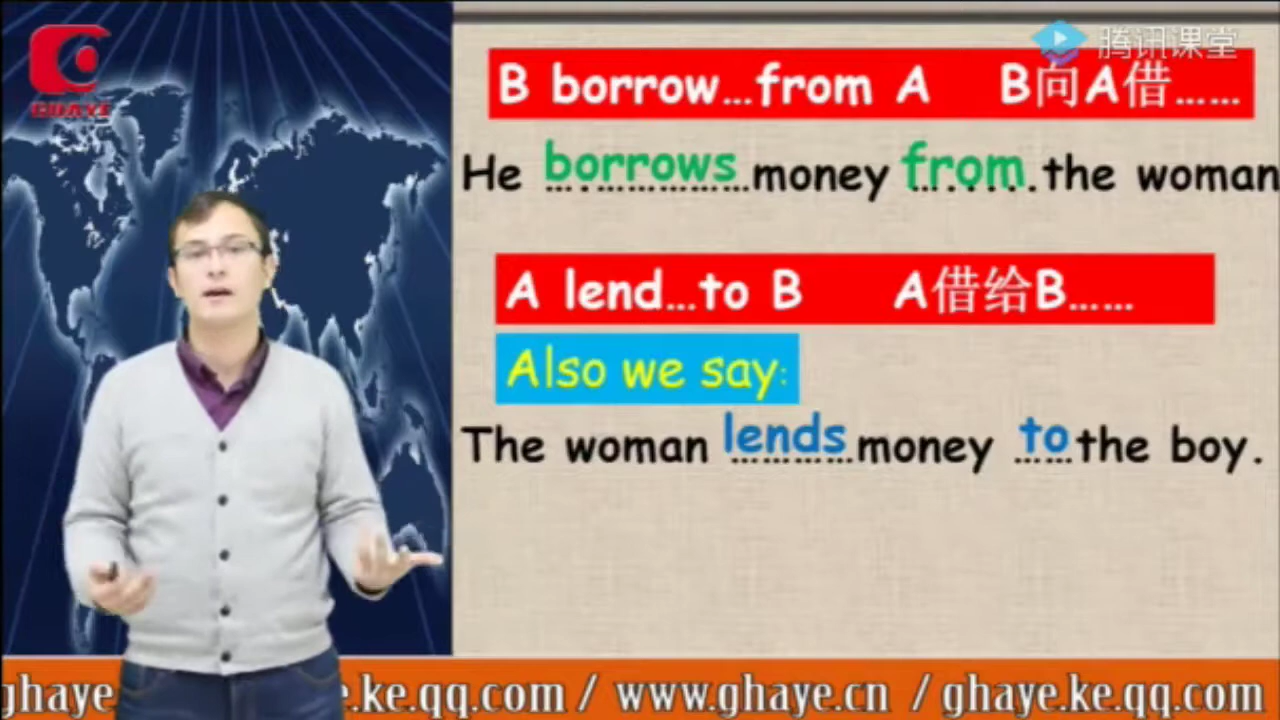 GHAYE
腾讯课堂
B borrow...from A B向A借......
He borrows money from the woman
A lend...to B A借给B......
Also we say:
The woman lends money to the boy.
ghaye e.ke.qq.com / www.ghaye.cn / ghaye.ke.qq.com